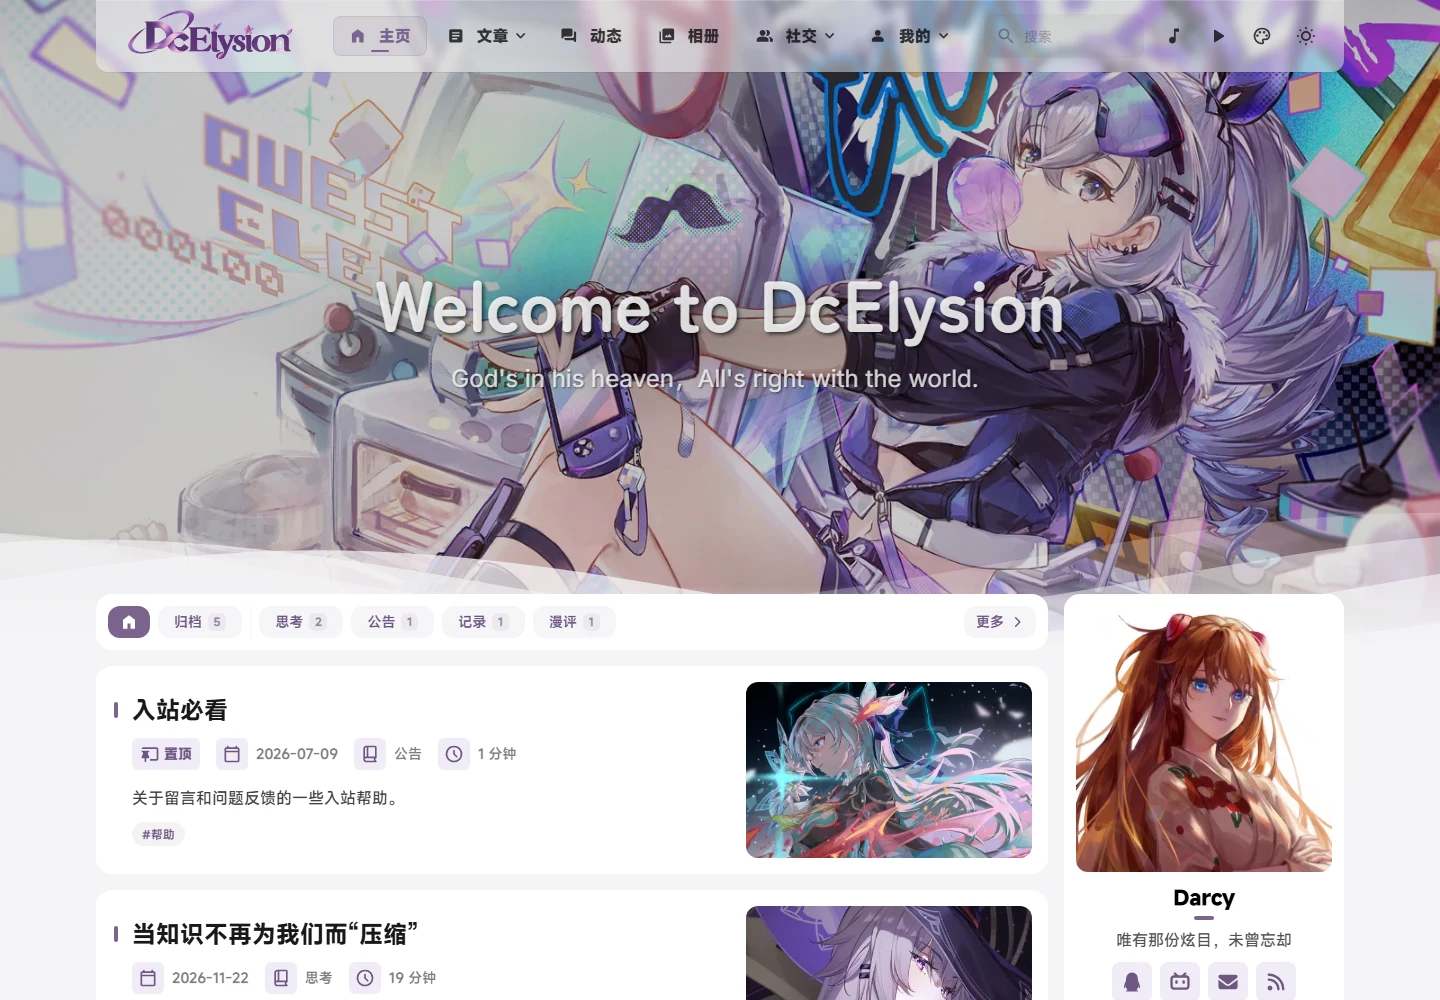 DcElysion
主页
文章
动态
相册
社交
我的
搜索
QUEST
000100
Welcome to DcElysion
God's in his heaven，All's right with the world.
归档 5
思考 2
公告 1
记录 1
漫评 1
更多
入站必看
置顶 2026-07-09 公告 1 分钟
关于留言和问题反馈的一些入站帮助。
#帮助
当知识不再为我们而“压缩”
2026-11-22 思考 19 分钟
Darcy
唯有那份炫目，未曾忘却